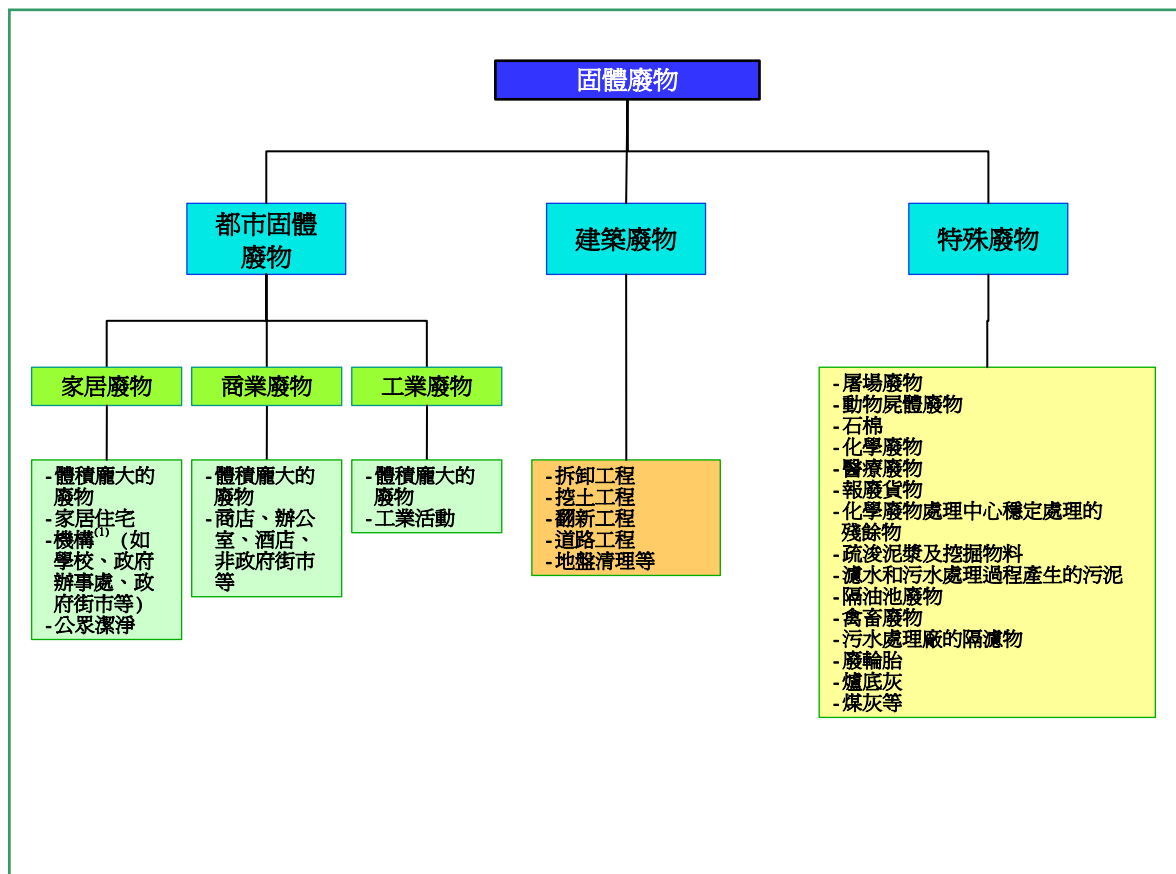 固體廢物
都市固體
廢物
建築廢物
特殊廢物
家居廢物
商業廢物
工業廢物
-體積龐大的
廢物
-家居住宅
-機構(1)（如
學校、政府
辦事處、政
府街市等）
-公眾潔淨
-體積龐大的
廢物
-商店、辦公
室、酒店、
非政府街市
等
-體積龐大的
廢物
-工業活動
-拆卸工程
-挖土工程
-翻新工程
-道路工程
-地盤清理等
-屠場廢物
-動物屍體廢物
-石棉
-化學廢物
-醫療廢物
-報廢貨物
-化學廢物處理中心穩定處理的
殘餘物
-疏浚泥漿及挖掘物料
-濾水和污水處理過程產生的污泥
-隔油池廢物
-禽畜廢物
-污水處理廠的隔濾物
-廢輪胎
-爐底灰
-煤灰等